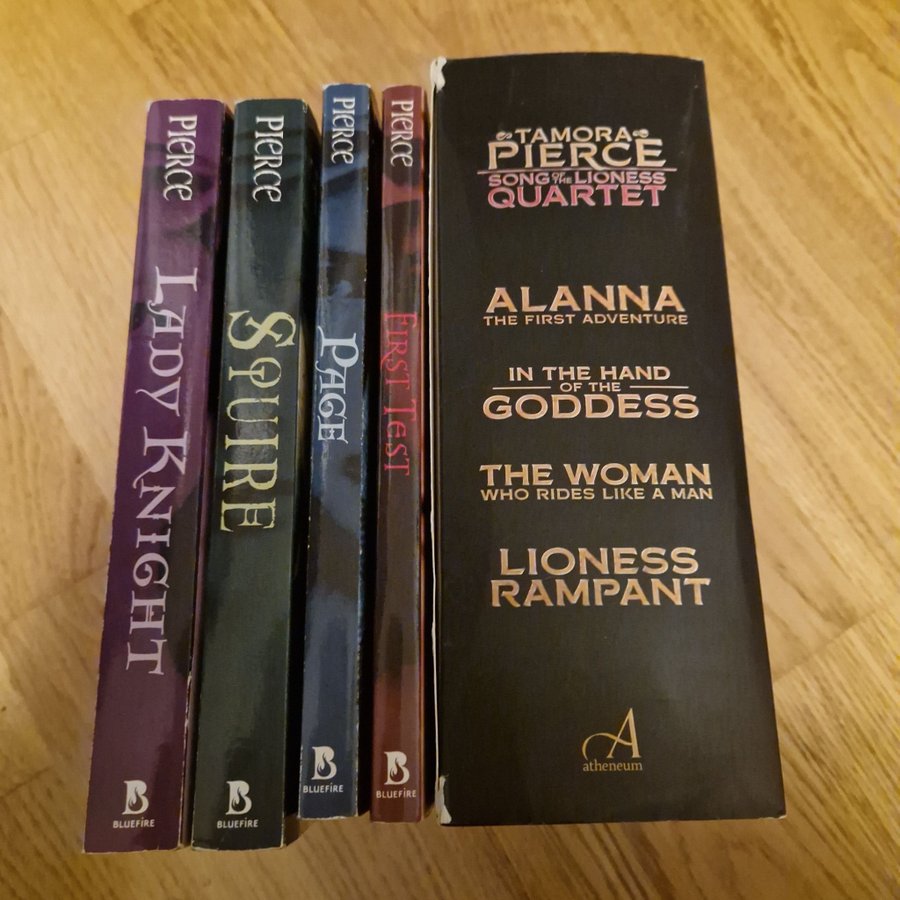 PIERCE
LADY KNIGHT
B
BLUEFIRE
PIERCE
SQUIRE
B
BLUEFIRE
PIERCE
PAGE
B
BLUEFIRE
PIERCE
FIRST TEST
B
BLUEFIRE
TAMORA
PIERCE
SONG OF THE LIONESS
QUARTET
ALANNA
THE FIRST ADVENTURE
IN THE HAND
OF THE
GODDESS
THE WOMAN
WHO RIDES LIKE A MAN
LIONESS
RAMPANT
A
atheneum